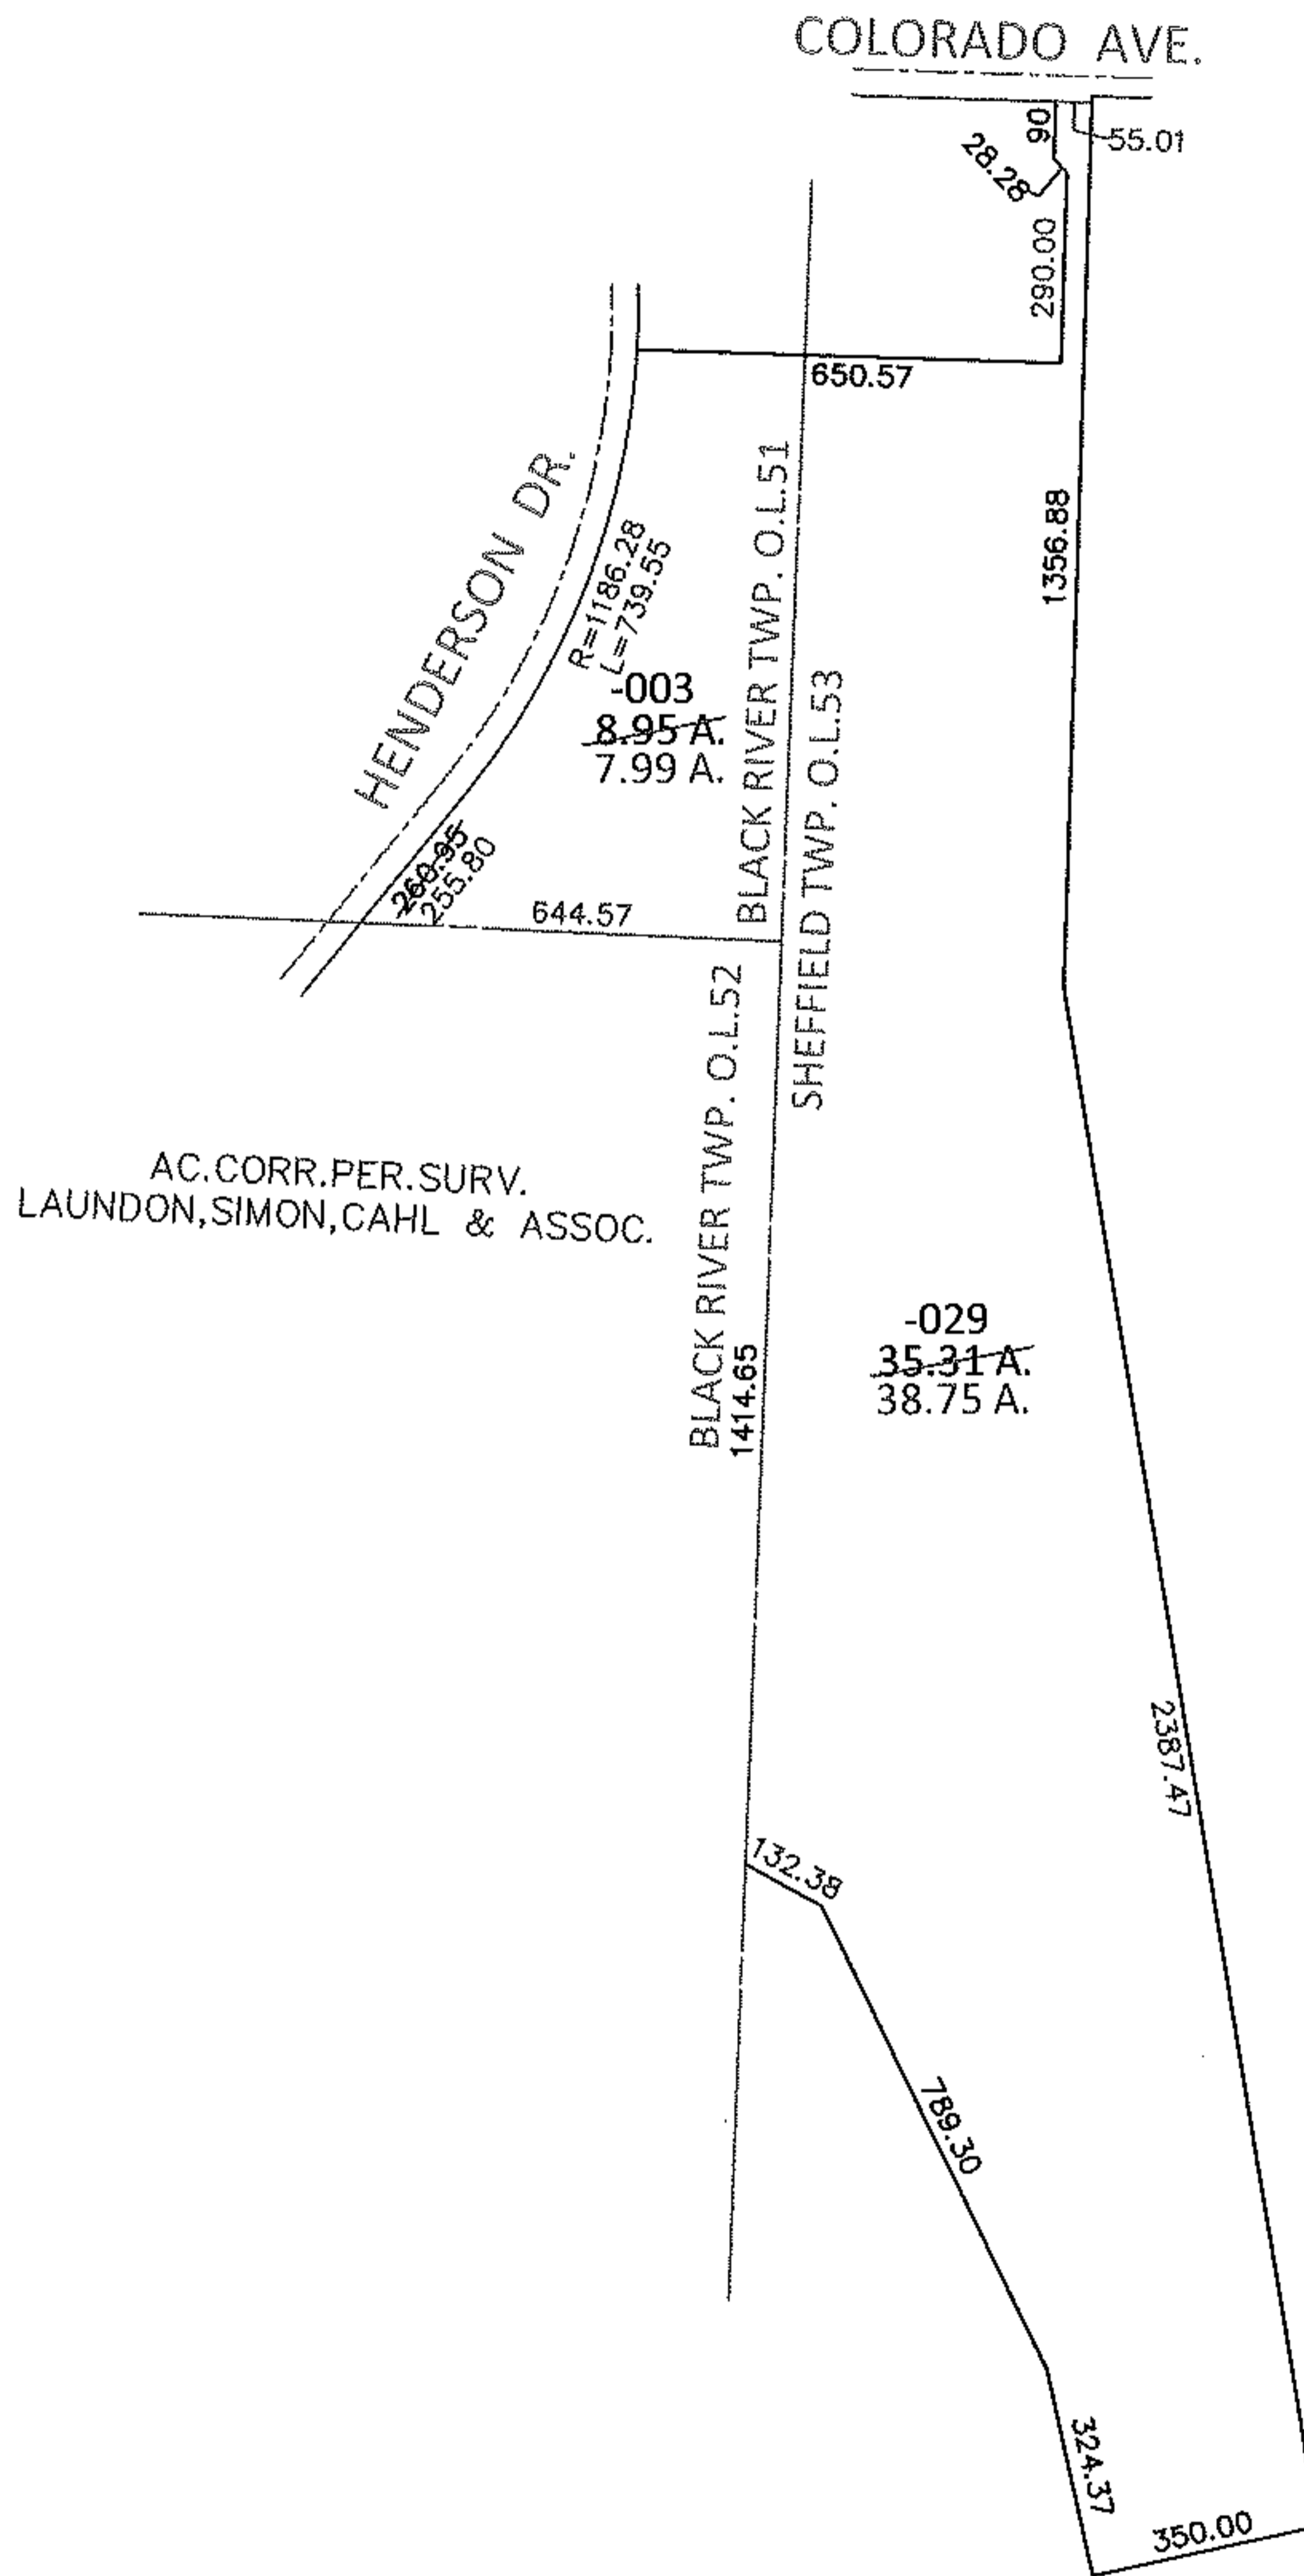 COLORADO AVE.
90
55.01
28.28
290.00
650.57
HENDERSON DR.
R=1186.28
L=739.55
BLACK RIVER TWP. O.L.51
1356.88
-003
8.95 A.
7.99 A.
SHEFFIELD TWP. O.L.53
260.95
255.80
644.57
BLACK RIVER TWP. O.L.52
AC.CORR.PER.SURV.
LAUNDON,SIMON,CAHL & ASSOC.
-029
35.31 A.
38.75 A.
1414.65
2387.47
132.38
789.30
324.37
350.00